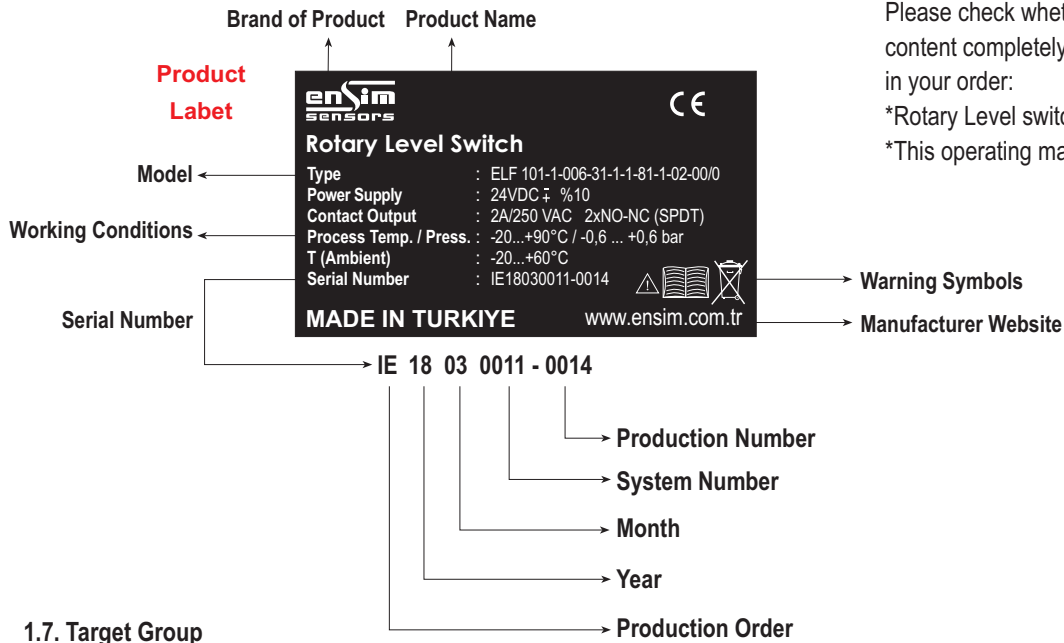 Brand of Product Product Name
Please check whet
content completely
in your order:
*Rotary Level switc
*This operating ma
Product
Labet
ensim
sensors
CE
Rotary Level Switch
Type : ELF 101-1-006-31-1-1-81-1-02-00/0
Power Supply : 24VDC ∓ %10
Contact Output : 2A/250 VAC 2xNO-NC (SPDT)
Process Temp. / Press. : -20...+90°C / -0,6 ... +0,6 bar
T (Ambient) : -20...+60°C
Serial Number : IE18030011-0014
MADE IN TURKIYE www.ensim.com.tr
Model
Working Conditions
Serial Number
Warning Symbols
Manufacturer Website
IE 18 03 0011 - 0014
Production Number
System Number
Month
Year
Production Order
1.7. Target Group